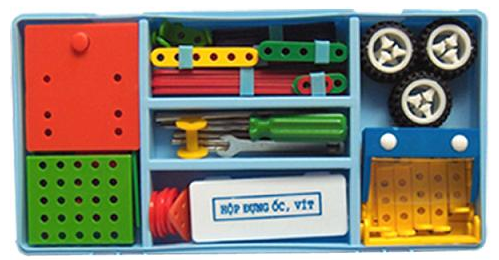 HỘP ĐỰNG ỐC, VÍT